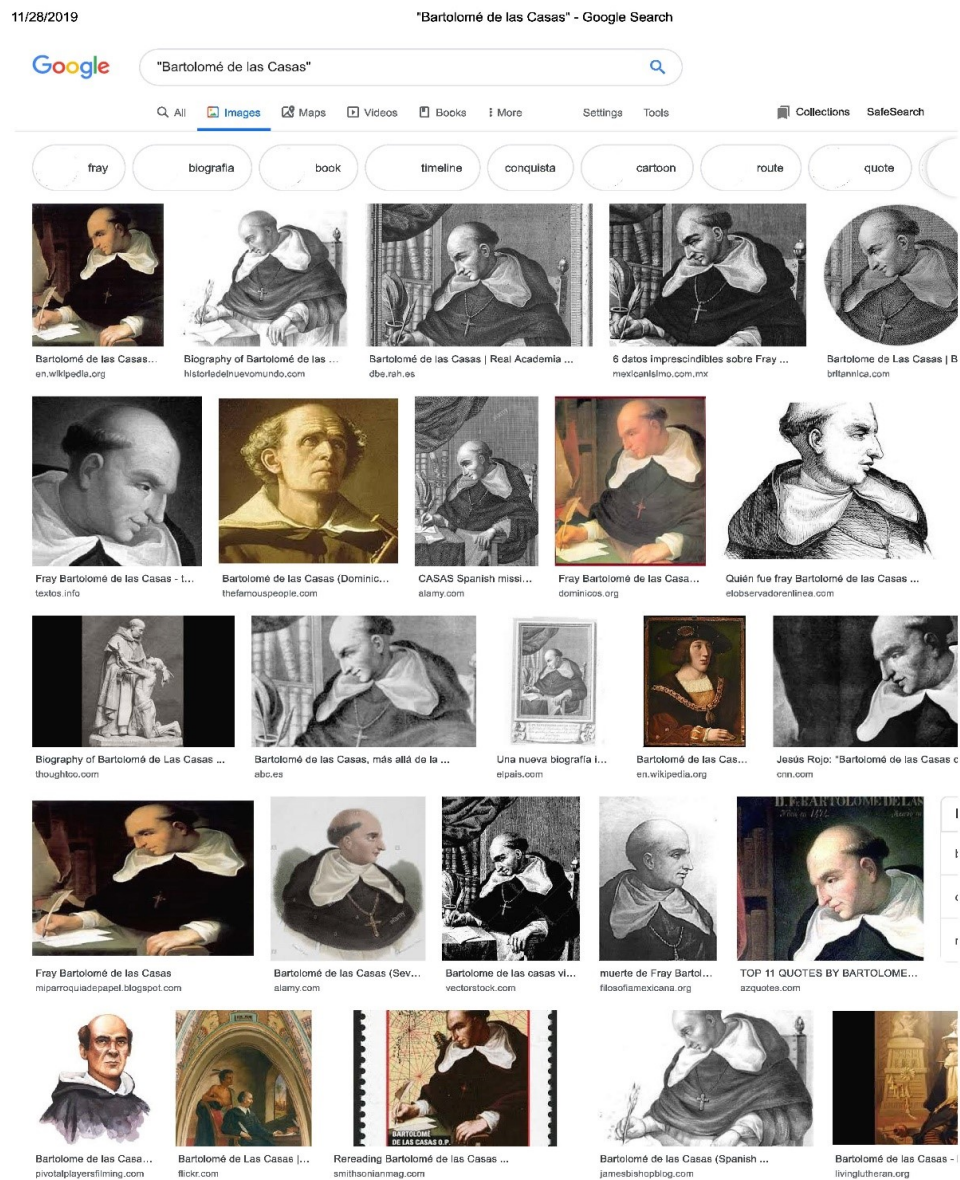 11/28/2019 "Bartolomé de las Casas" - Google Search
Google "Bartolomé de las Casas"
All Images Maps Videos Books More Settings Tools Collections SafeSearch
fray biografia book timeline conquista cartoon route quote
Bartolomé de las Casas... Biography of Bartolomé de las ... Bartolomé de las Casas | Real Academia ... 6 datos imprescindibles sobre Fray ... Bartolome de Las Casas | B
en.wikipedia.org historiadelnuevomundo.com dbe.rah.es mexicanisimo.com.mx britannica.com
Fray Bartolomé de las Casas - t... Bartolomé de las Casas (Dominic... CASAS Spanish missi... Fray Bartolomé de las Casa... Quién fue fray Bartolomé de las Casas ...
textos.info thefamouspeople.com alamy.com dominicos.org elobservadorenlinea.com
Biography of Bartolomé de Las Casas ... Bartolomé de las Casas, más allá de la ... Una nueva biografía i... Bartolomé de las Cas... Jesús Rojo: "Bartolomé de las Casas c
thoughtco.com abc.es elpais.com en.wikipedia.org cnn.com
D. Fr. BARTOLOME DE LAS
Fray Bartolomé de las Casas Bartolomé de las Casas (Sev... Bartolome de las casas vi... muerte de Fray Bartol... TOP 11 QUOTES BY BARTOLOME...
miparroquiadepapel.blogspot.com alamy.com vectorstock.com filosofiamexicana.org azquotes.com
BARTOLOMÉ
DE LAS CASAS O.P.
Bartolome de las Casa... Bartolomé de Las Casas |... Rereading Bartolomé de las Casas ... Bartolomé de las Casas (Spanish ... Bartolomé de las Casas -
pivotalplayersfilming.com flickr.com smithsonianmag.com jamesbishopblog.com livinglutheran.org